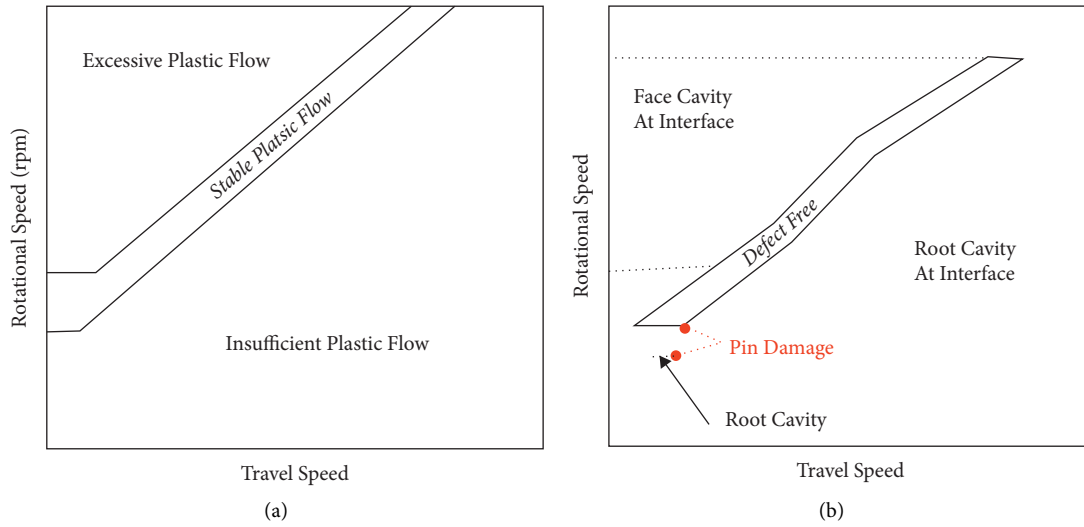 Rotational Speed (rpm)
Excessive Plastic Flow
Stable Platsic Flow
Insufficient Plastic Flow
Travel Speed
(a)
Rotational Speed
Face Cavity
At Interface
Defect Free
Root Cavity
At Interface
Pin Damage
Root Cavity
Travel Speed
(b)